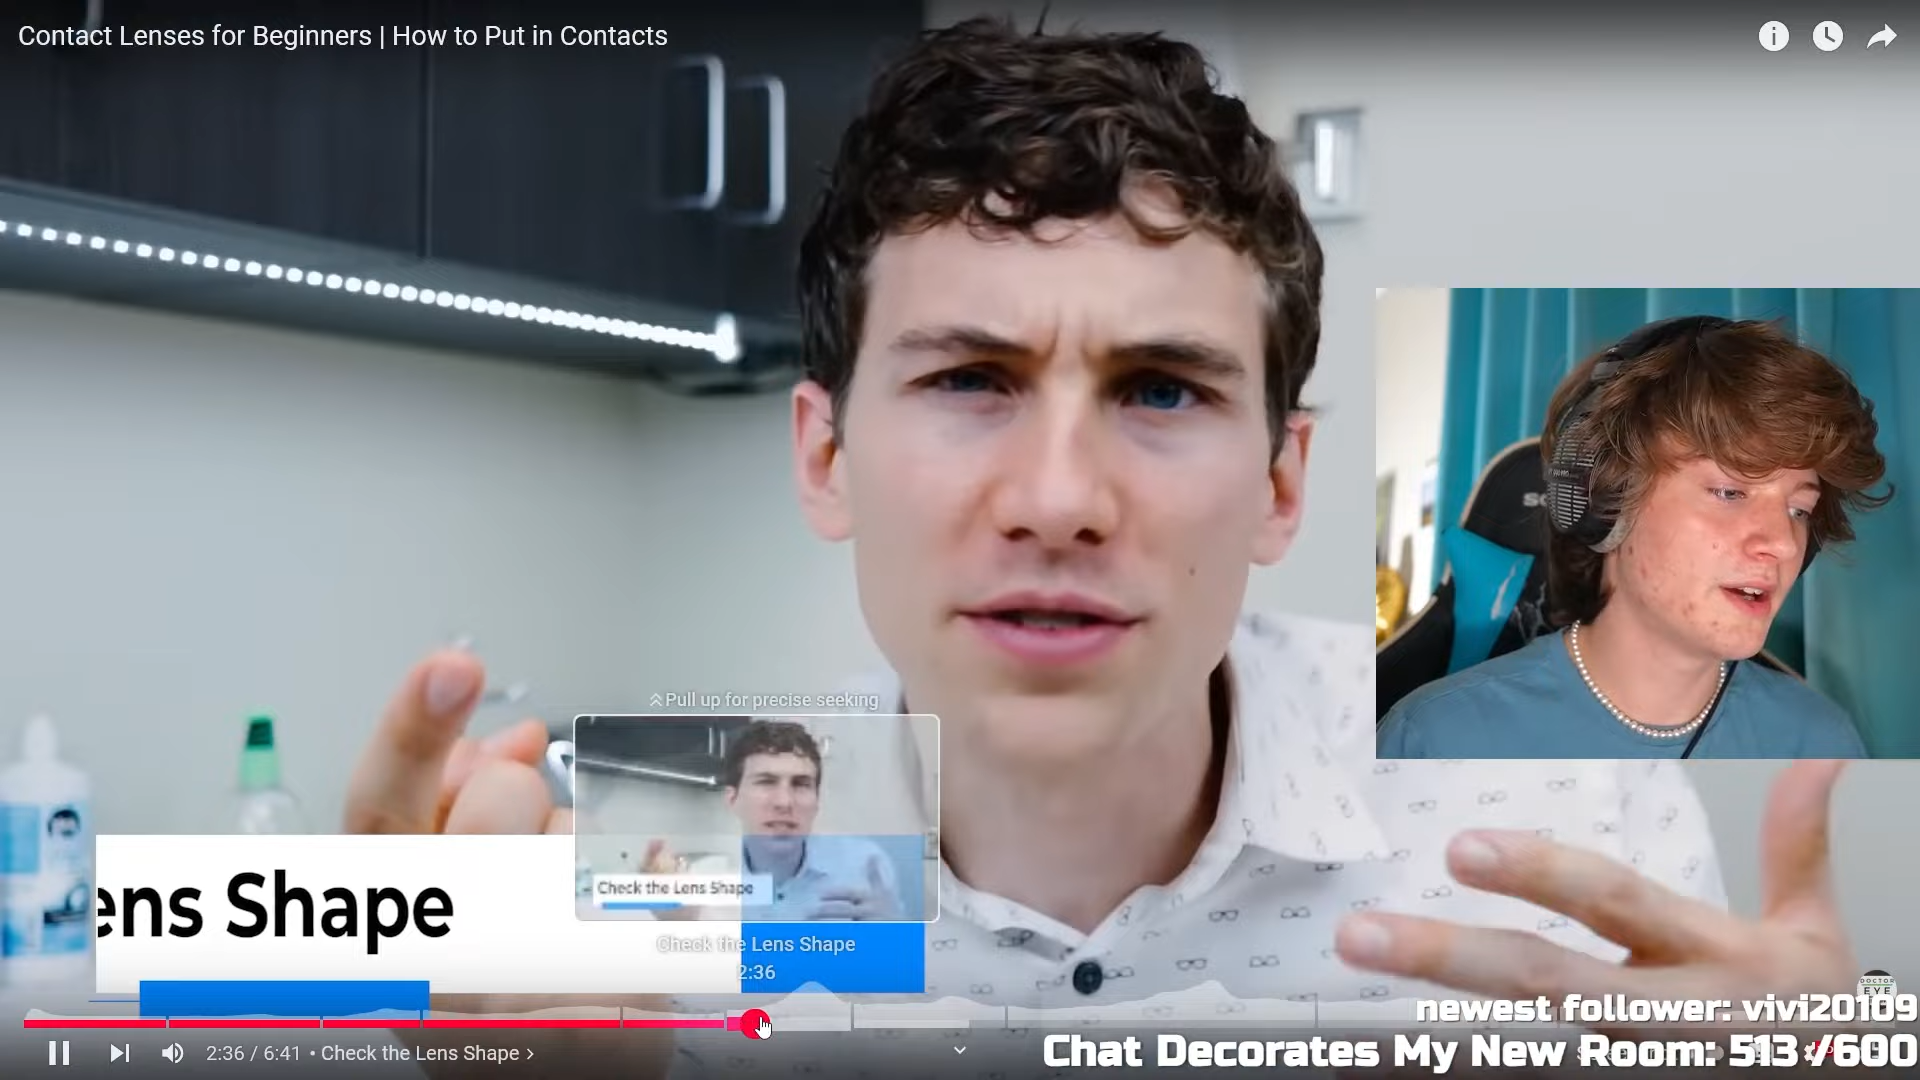 Contact Lenses for Beginners | How to Put in Contacts
Pull up for precise seeking
Check the Lens Shape
ens Shape
Check the Lens Shape
2:36
DOCTOR
EYE
newest follower: vivi20109
2:36 / 6:41 • Check the Lens Shape
Chat Decorates My New Room: 513/600